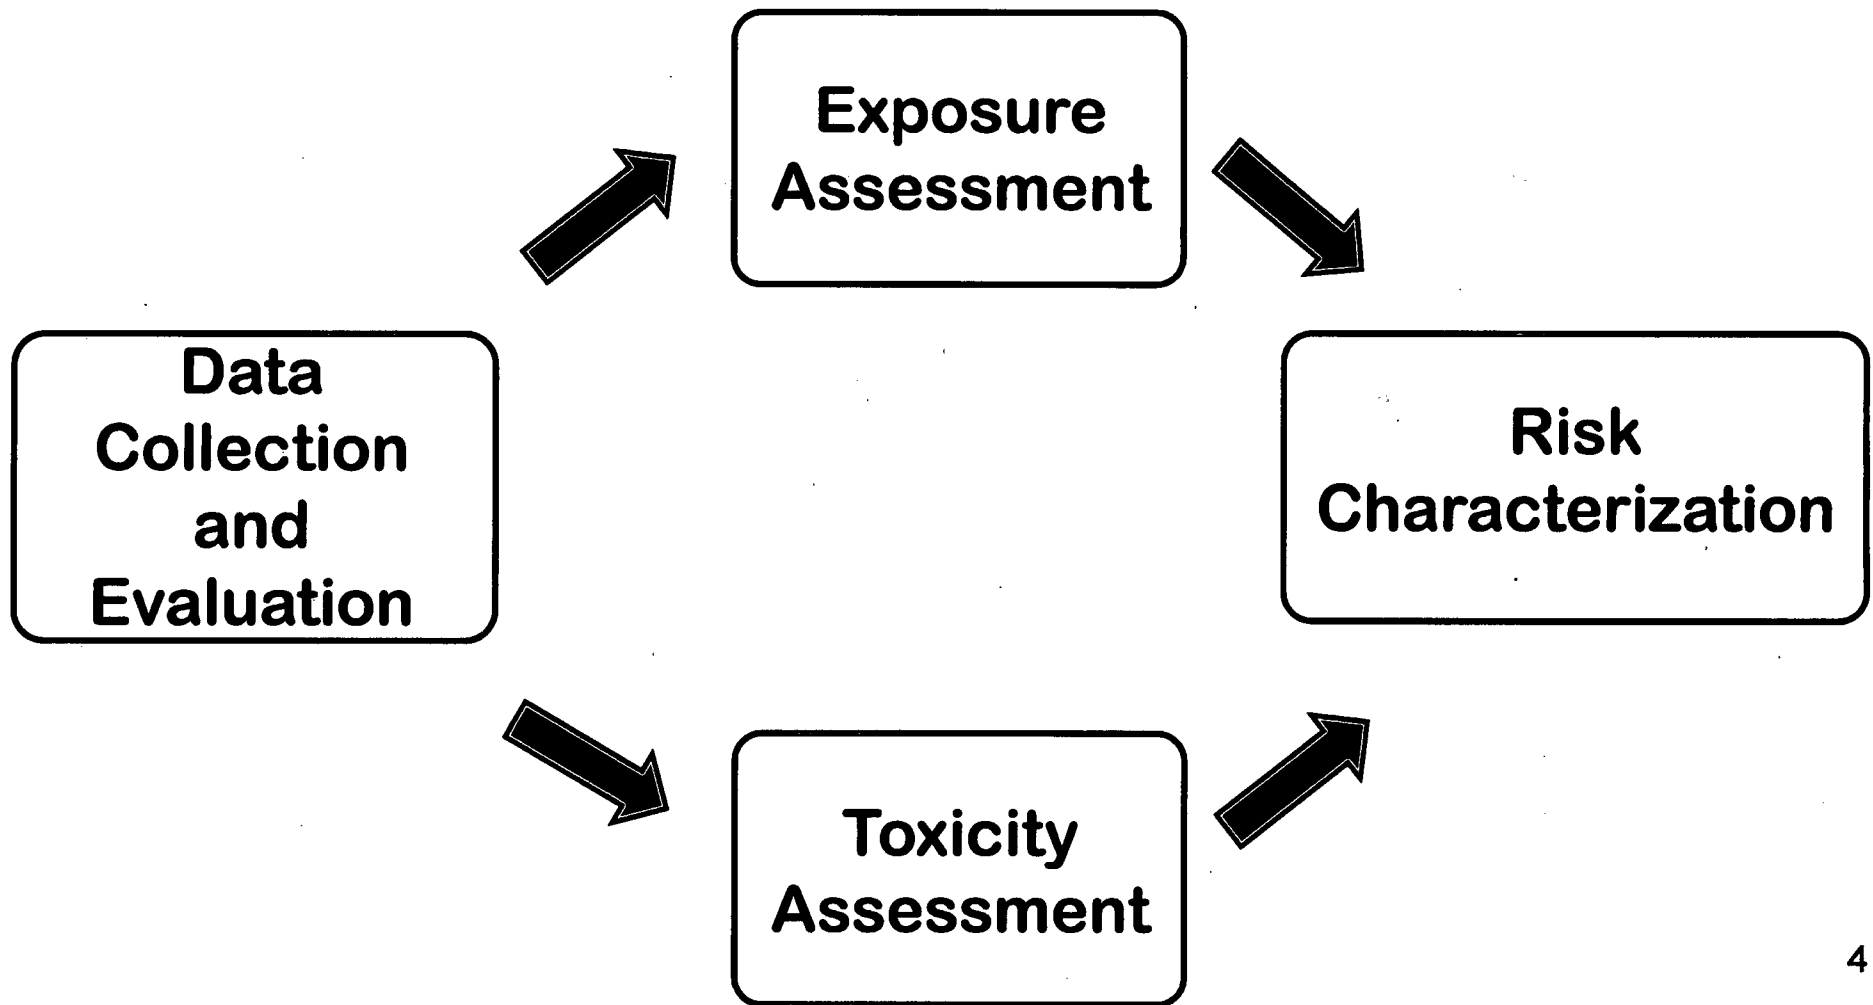 Exposure
Assessment
Data
Collection
and
Evaluation
Risk
Characterization
Toxicity
Assessment
4